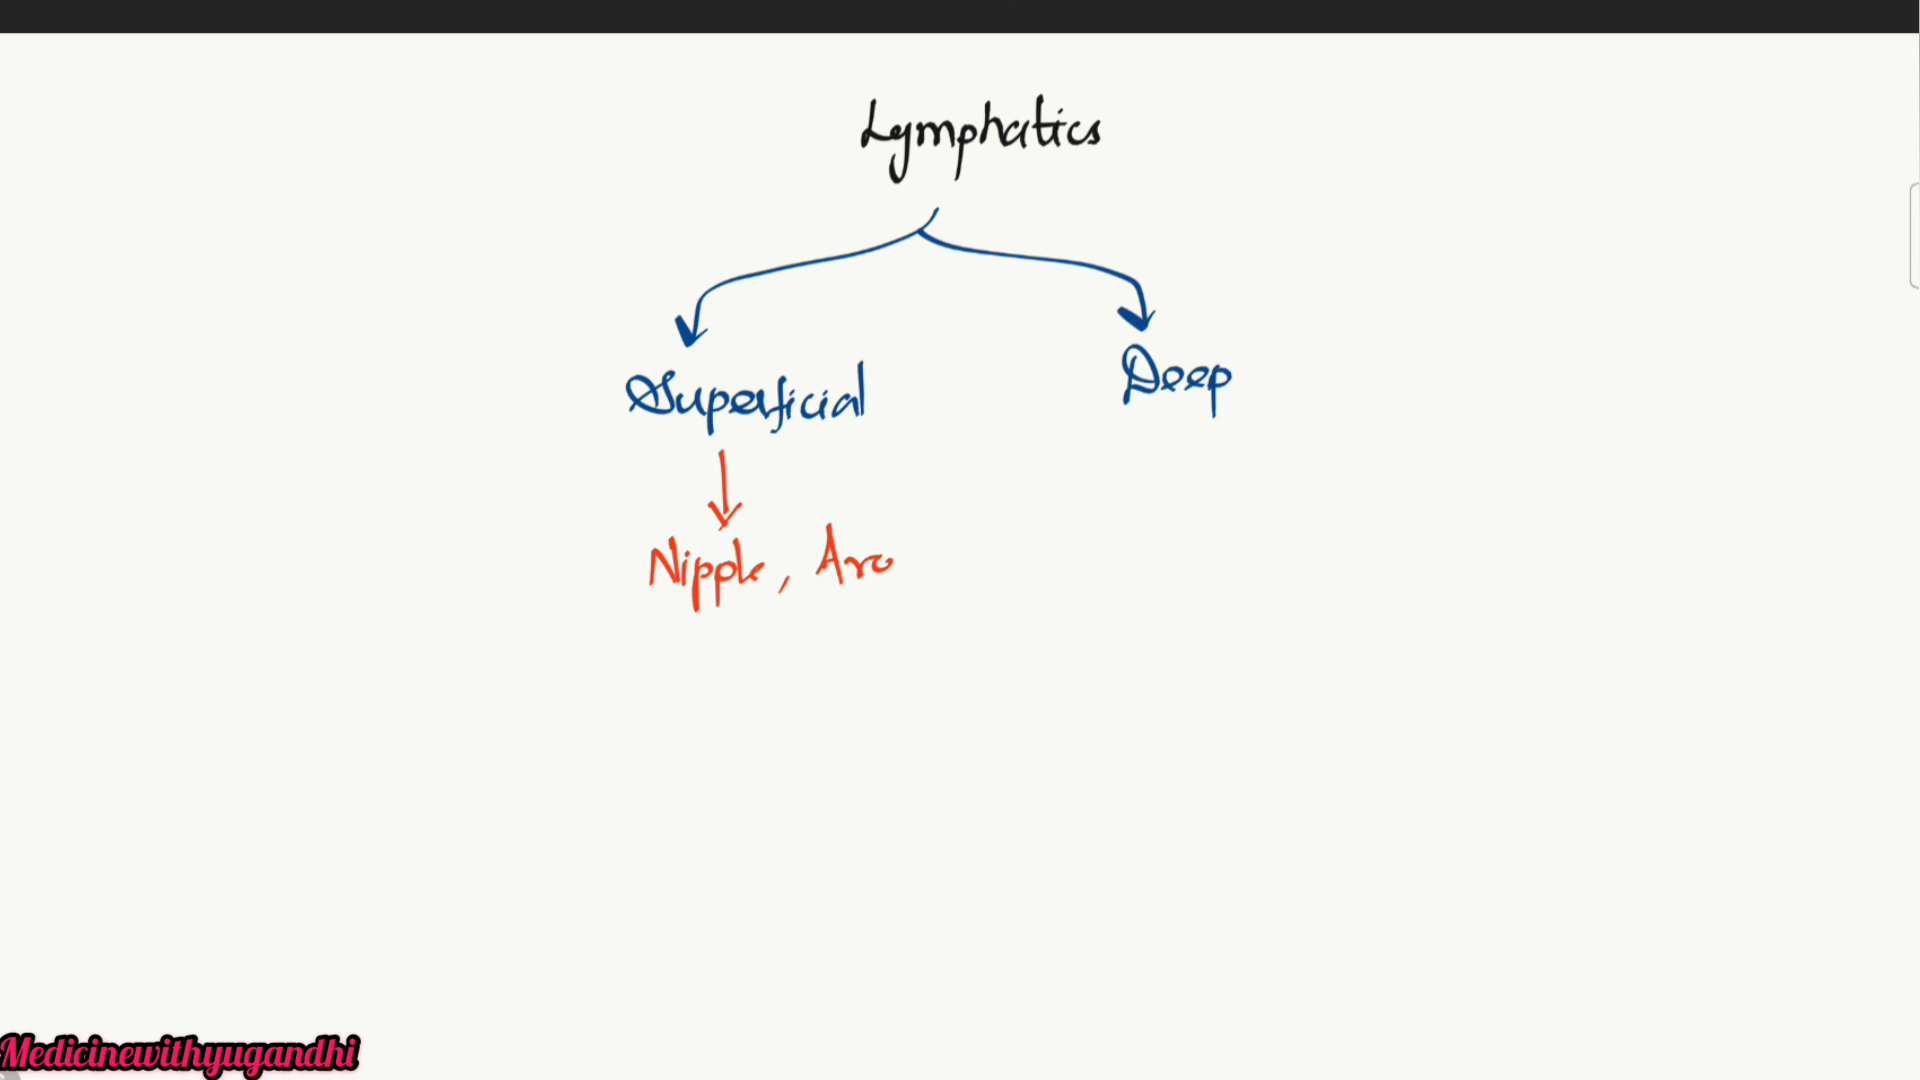 Lymphatics
Superficial
Deep
Nipple, Aro
Medicinewithyugandhi